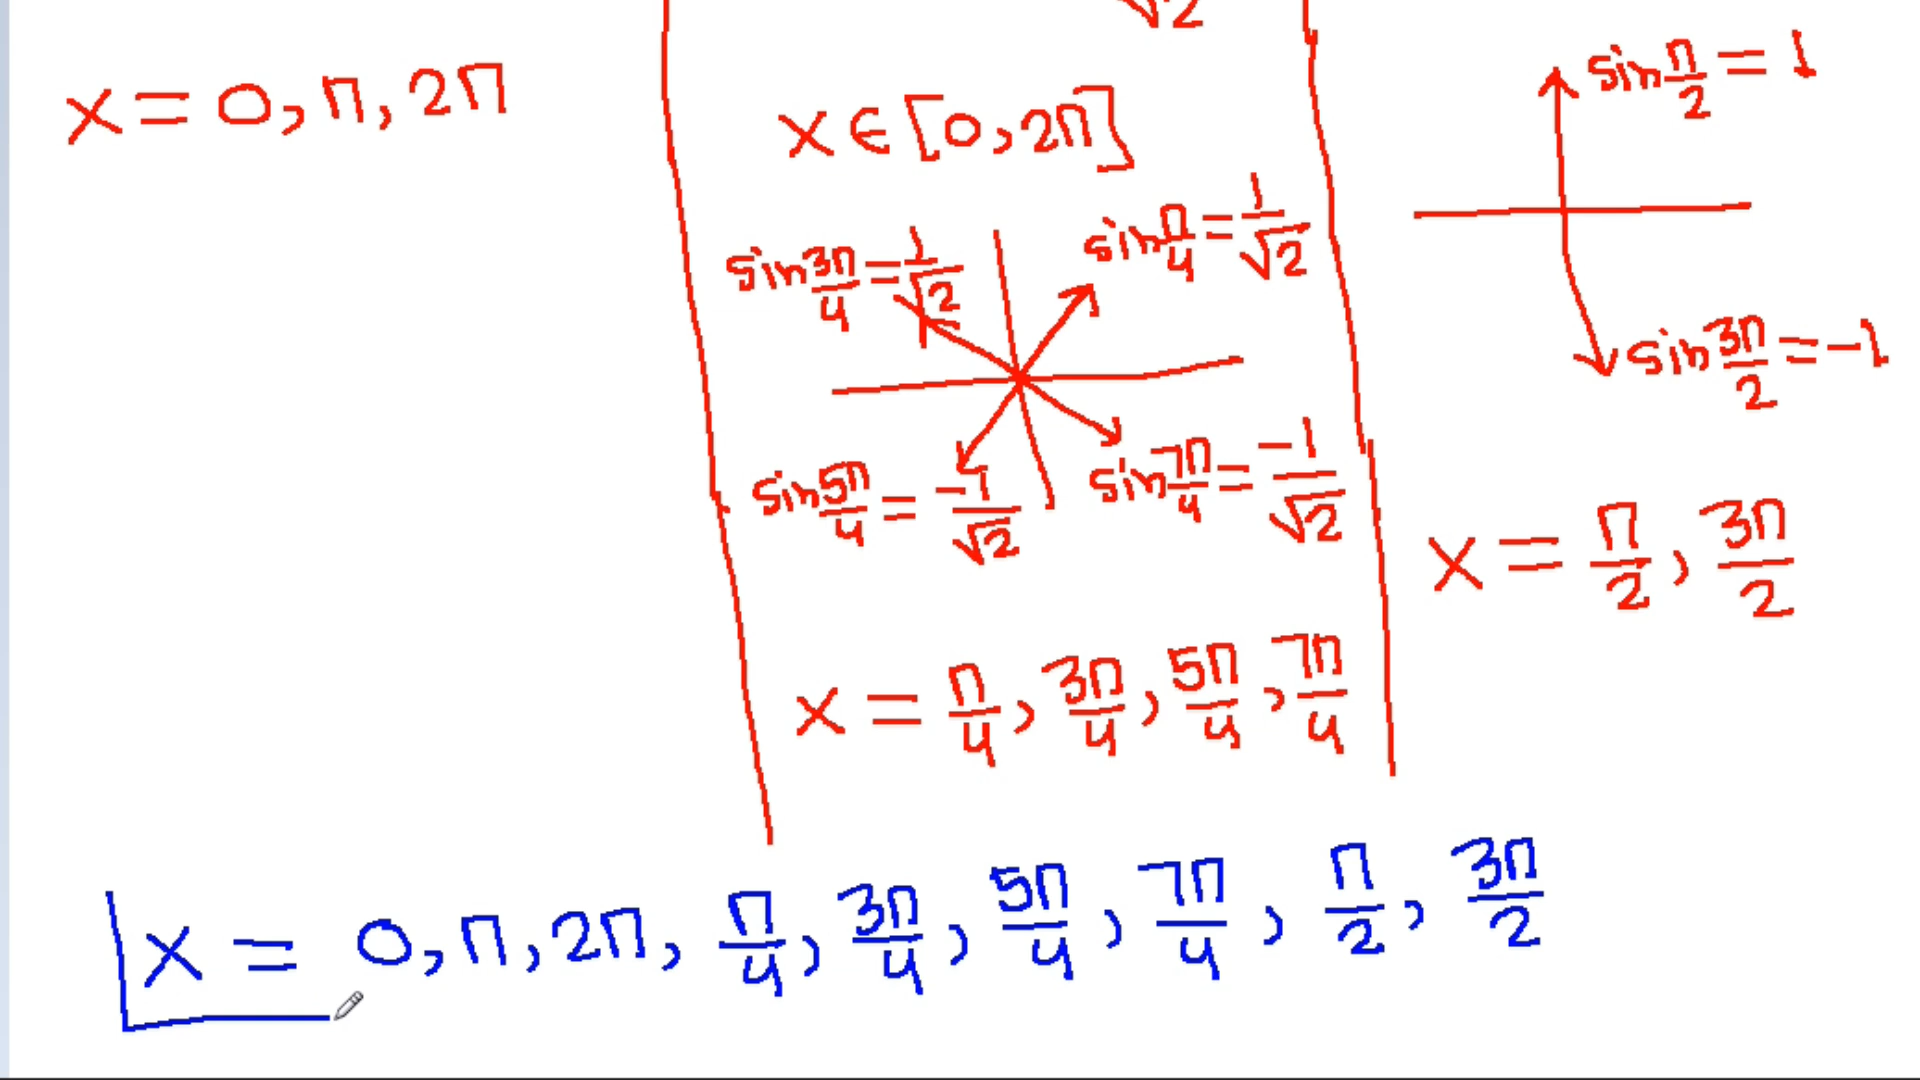 √2
x = 0, π, 2π
x ∈ [0, 2π]
sin 3π/4 = 1/√2
sin π/4 = 1/√2
sin 5π/4 = -1/√2
sin 7π/4 = -1/√2
x = π/4, 3π/4, 5π/4, 7π/4
sin π/2 = 1
sin 3π/2 = -1
x = π/2, 3π/2
x = 0, π, 2π, π/4, 3π/4, 5π/4, 7π/4, π/2, 3π/2